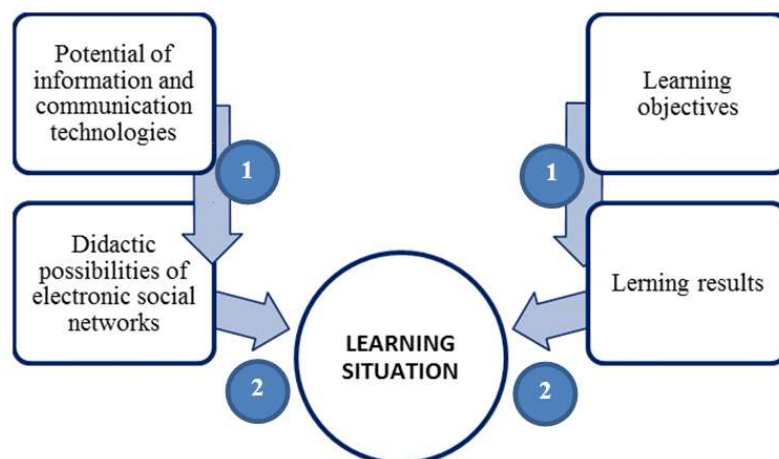 Potential of
information and
communication
technologies
Learning
objectives
1
1
Didactic
possibilities of
electronic social
networks
Lerning results
LEARNING
SITUATION
2
2